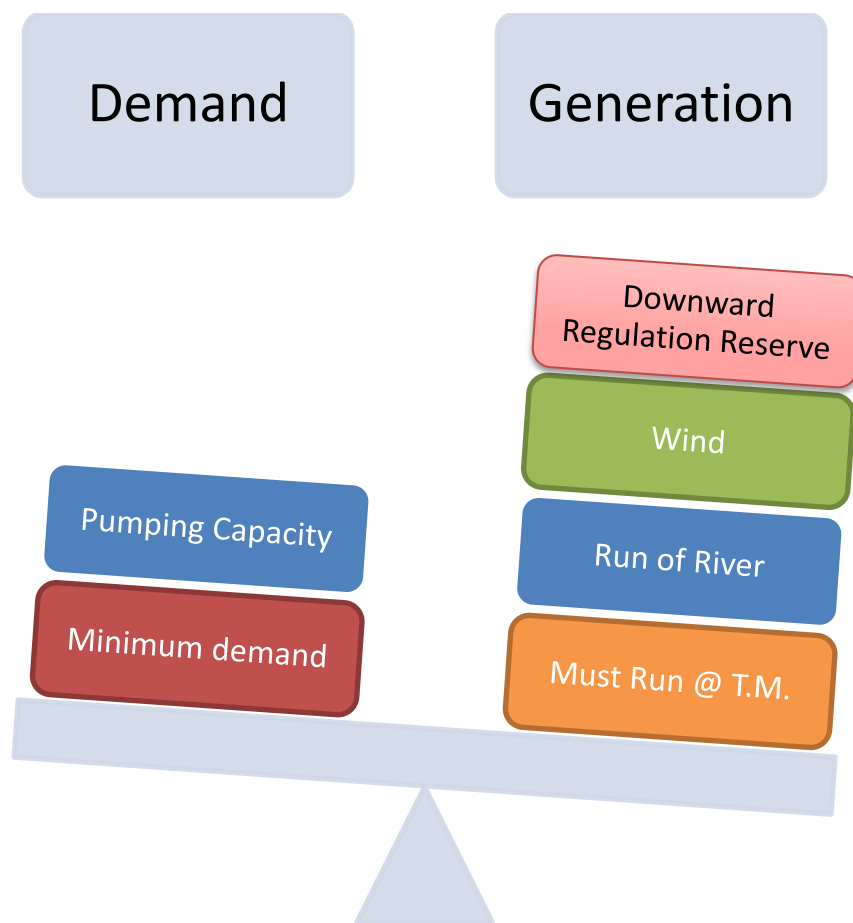 Demand
Generation
Downward
Regulation Reserve
Wind
Pumping Capacity
Run of River
Minimum demand
Must Run @ T.M.